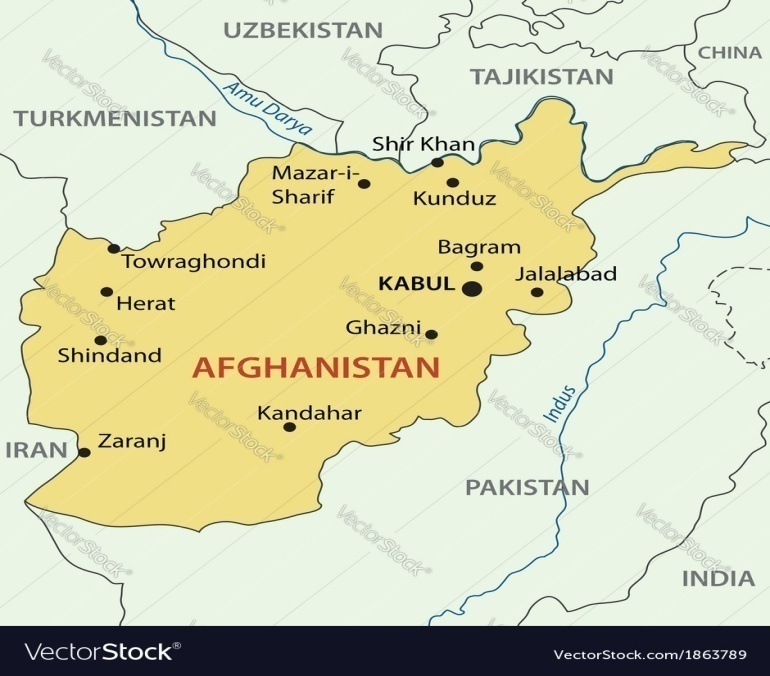 UZBEKISTAN
CHINA
TAJIKISTAN
Amu Darya
TURKMENISTAN
Shir Khan
Mazar-i-
Sharif
Kunduz
Bagram
Towraghondi
Jalalabad
KABUL
Herat
Ghazni
Shindand
AFGHANISTAN
Indus
Kandahar
Zaranj
IRAN
PAKISTAN
INDIA
VectorStock®
VectorStock.com/1863789